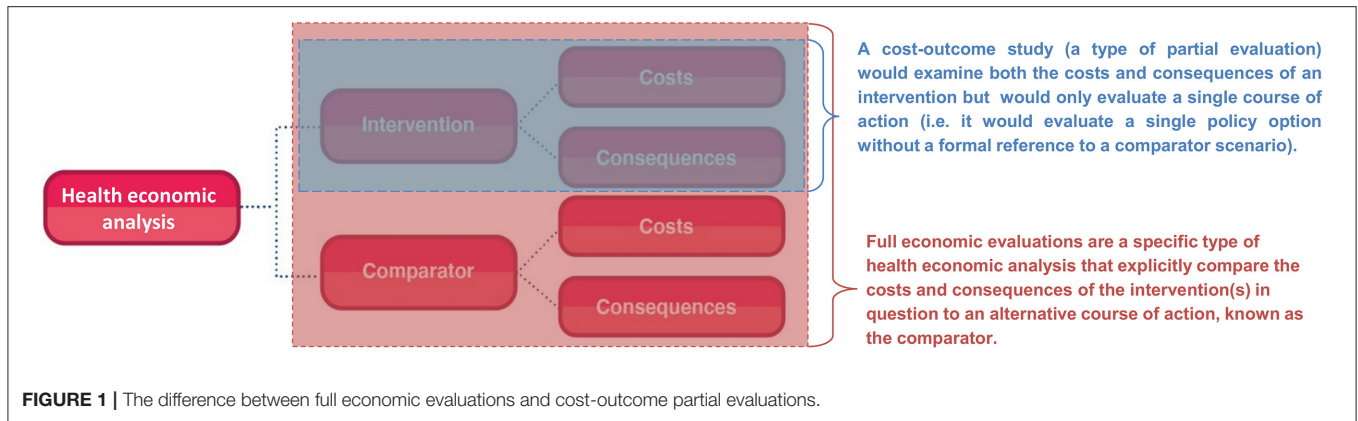 Health economic
analysis
Intervention
Costs
Consequences
Comparator
Costs
Consequences
A cost-outcome study (a type of partial evaluation)
would examine both the costs and consequences of an
intervention but would only evaluate a single course of
action (i.e. it would evaluate a single policy option
without a formal reference to a comparator scenario).
Full economic evaluations are a specific type of
health economic analysis that explicitly compare the
costs and consequences of the intervention(s) in
question to an alternative course of action, known as
the comparator.
FIGURE 1 | The difference between full economic evaluations and cost-outcome partial evaluations.